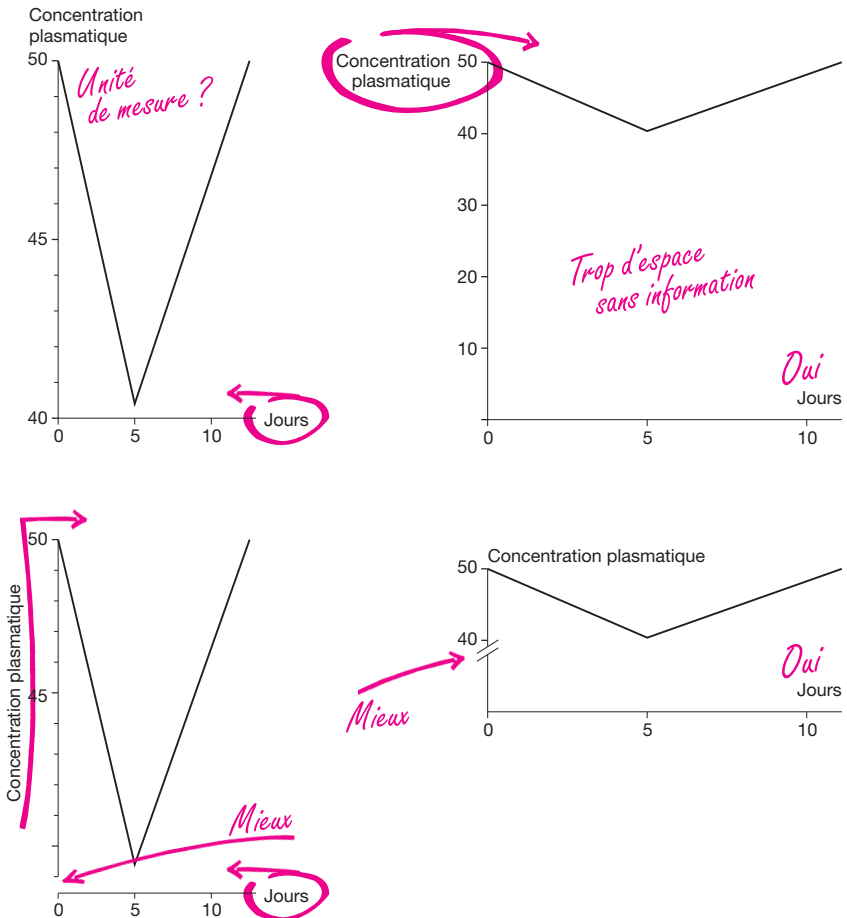 Concentration
plasmatique
50
Unité
de mesure ?
45
40
0 5 10
Jours
Concentration
plasmatique
50
40
30
20
10
Trop d'espace
sans information
Oui
Jours
0 5 10
Concentration plasmatique
50
45
Mieux
Jours
0 5 10
Concentration plasmatique
50
40
Mieux
Oui
Jours
0 5 10